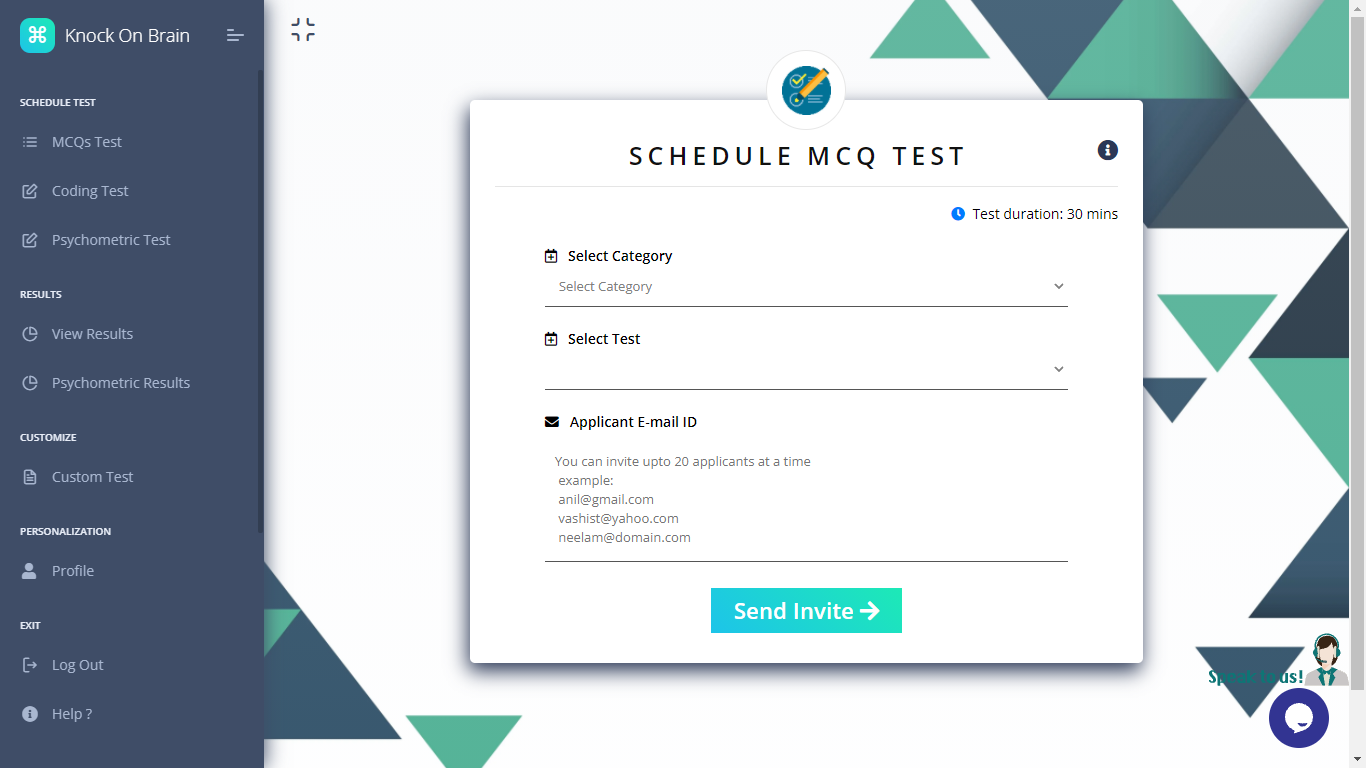 Knock On Brain
SCHEDULE TEST
MCQs Test
Coding Test
Psychometric Test
RESULTS
View Results
Psychometric Results
CUSTOMIZE
Custom Test
PERSONALIZATION
Profile
EXIT
Log Out
Help ?
SCHEDULE MCQ TEST
Test duration: 30 mins
Select Category
Select Category
Select Test
Applicant E-mail ID
You can invite upto 20 applicants at a time
example:
anil@gmail.com
vashist@yahoo.com
neelam@domain.com
Send Invite
Speak to us!